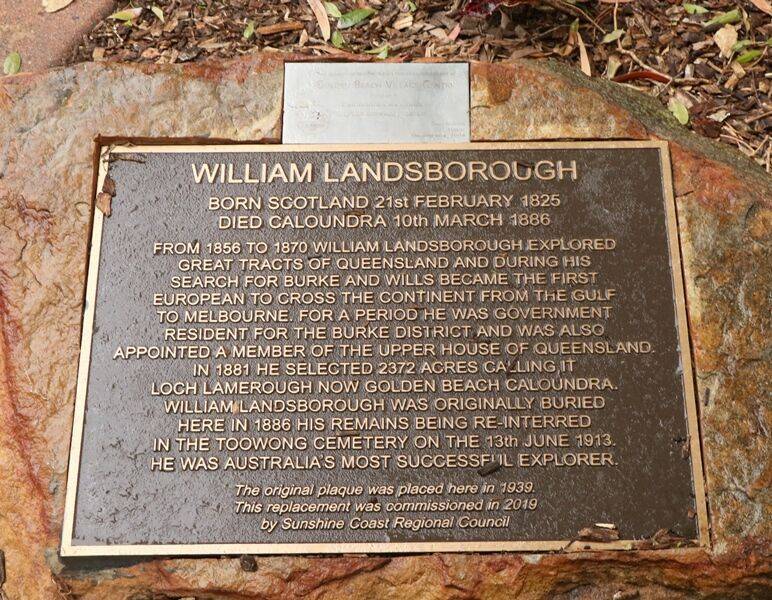 GOLDEN BEACH VILLAGE
WILLIAM LANDSBOROUGH
BORN SCOTLAND 21st FEBRUARY 1825
DIED CALOUNDRA 10th MARCH 1886
FROM 1856 TO 1870 WILLIAM LANDSBOROUGH EXPLORED
GREAT TRACTS OF QUEENSLAND AND DURING HIS
SEARCH FOR BURKE AND WILLS BECAME THE FIRST
EUROPEAN TO CROSS THE CONTINENT FROM THE GULF
TO MELBOURNE. FOR A PERIOD HE WAS GOVERNMENT
RESIDENT FOR THE BURKE DISTRICT AND WAS ALSO
APPOINTED A MEMBER OF THE UPPER HOUSE OF QUEENSLAND.
IN 1881 HE SELECTED 2372 ACRES CALLING IT
LOCH LAMEROUGH NOW GOLDEN BEACH CALOUNDRA.
WILLIAM LANDSBOROUGH WAS ORIGINALLY BURIED
HERE IN 1886 HIS REMAINS BEING RE-INTERRED
IN THE TOOWONG CEMETERY ON THE 13th JUNE 1913.
HE WAS AUSTRALIA'S MOST SUCCESSFUL EXPLORER.
The original plaque was placed here in 1939.
This replacement was commissioned in 2019
by Sunshine Coast Regional Council